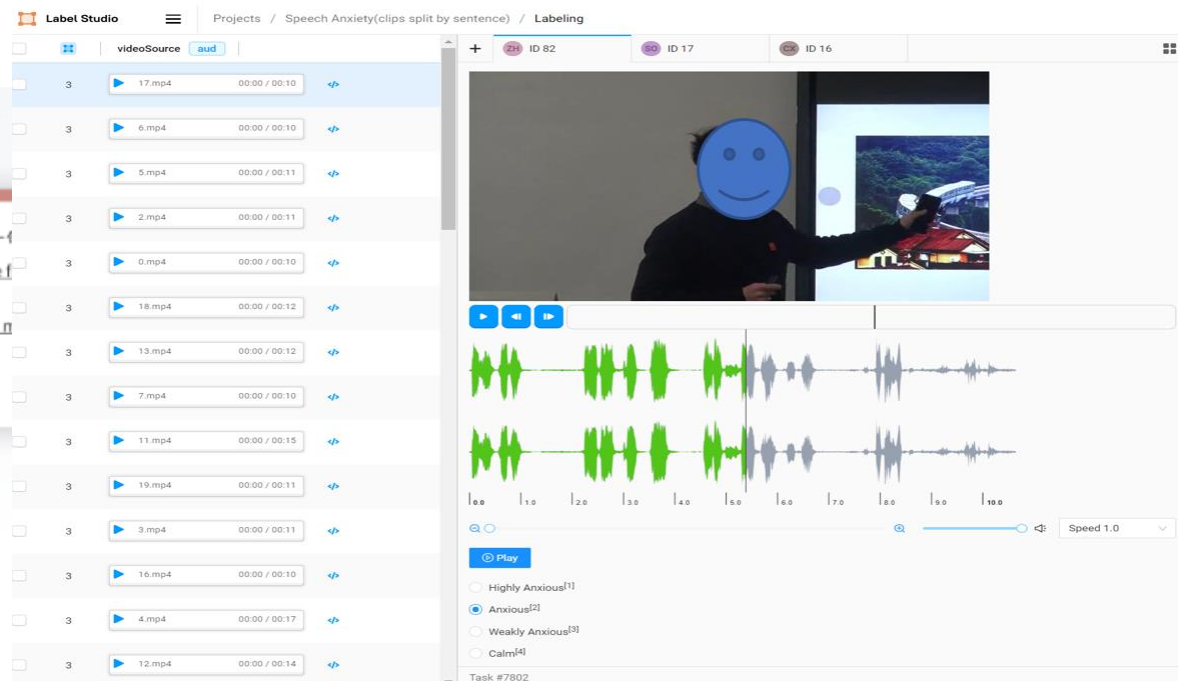 Label Studio
Projects / Speech Anxiety(clips split by sentence) / Labeling
videoSource aud
3 17.mp4 00:00 / 00:10 </>
3 6.mp4 00:00 / 00:10 </>
3 5.mp4 00:00 / 00:11 </>
3 2.mp4 00:00 / 00:11 </>
3 0.mp4 00:00 / 00:10 </>
3 18.mp4 00:00 / 00:12 </>
3 13.mp4 00:00 / 00:12 </>
3 7.mp4 00:00 / 00:10 </>
3 11.mp4 00:00 / 00:15 </>
3 19.mp4 00:00 / 00:11 </>
3 3.mp4 00:00 / 00:11 </>
3 16.mp4 00:00 / 00:10 </>
3 4.mp4 00:00 / 00:17 </>
3 12.mp4 00:00 / 00:14 </>
+ ZH ID 82 SO ID 17 CX ID 16
0.0 1.0 2.0 3.0 4.0 5.0 6.0 7.0 8.0 9.0 10.0
Speed 1.0
Play
Highly Anxious[1]
Anxious[2]
Weakly Anxious[3]
Calm[4]
Task #7802